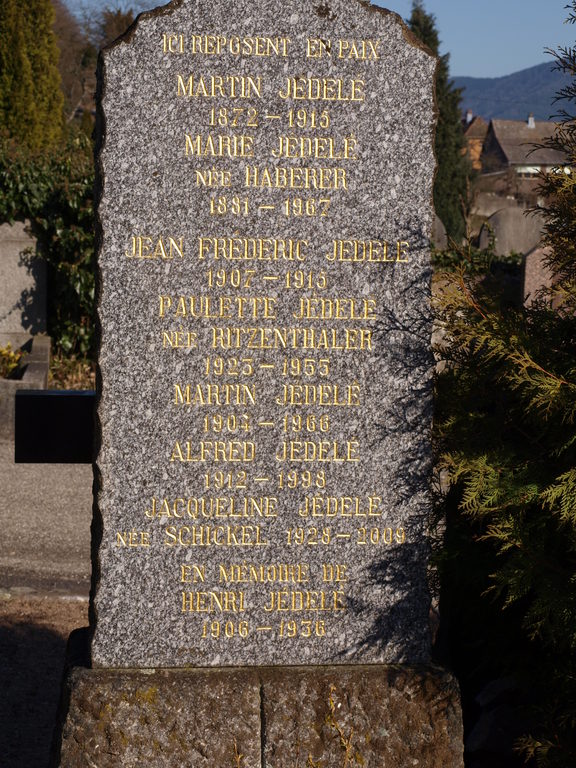 ICI REPOSENT EN PAIX
MARTIN JEDELE
1872 - 1915
MARIE JEDELE
NÉE HABERER
1881 - 1967
JEAN FRÉDERIC JEDELE
1907 - 1915
PAULETTE JEDELE
NÉE RITZENTHALER
1923 - 1955
MARTIN JEDELE
1904 - 1966
ALFRED JEDELE
1912 - 1998
JACQUELINE JEDELE
NÉE SCHICKEL 1928 - 2009
EN MÉMOIRE DE
HENRI JEDELE
1906 - 1936